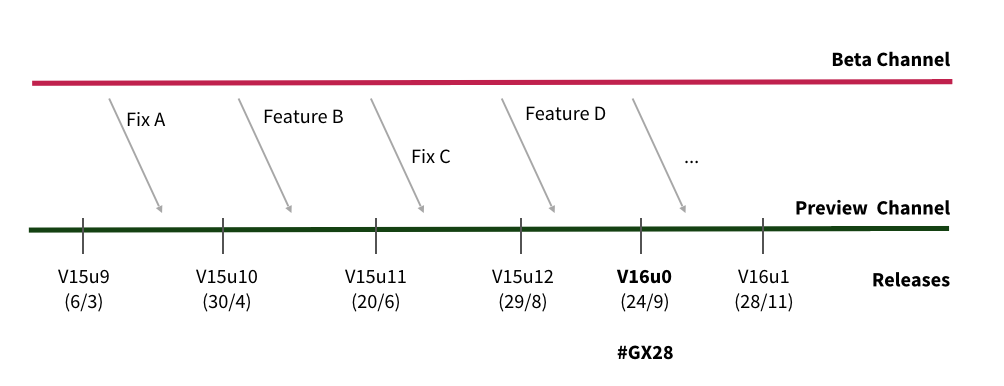 Beta Channel
Fix A
Feature B
Fix C
Feature D
...
Preview Channel
V15u9
(6/3)
V15u10
(30/4)
V15u11
(20/6)
V15u12
(29/8)
V16u0
(24/9)
V16u1
(28/11)
Releases
#GX28